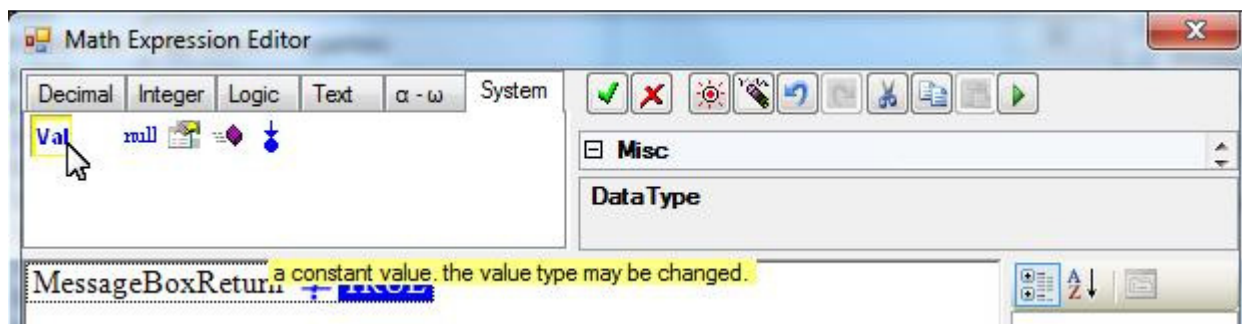 Math Expression Editor
Decimal Integer Logic Text α - ω System
Val null
Misc
DataType
a constant value. the value type may be changed.
MessageBoxReturn TRUE
A
Z